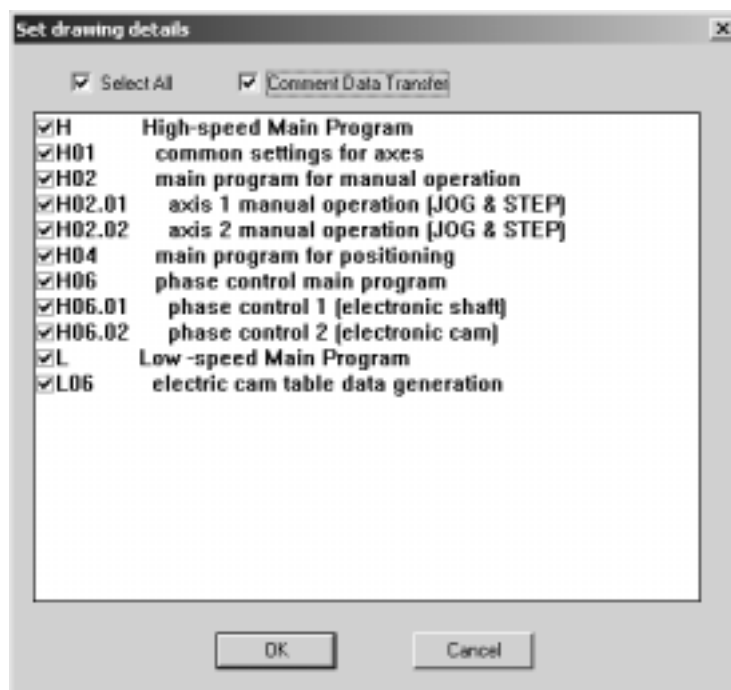 Set drawing details
Select All Comment Data Transfer
H High-speed Main Program
H01 common settings for axes
H02 main program for manual operation
H02.01 axis 1 manual operation (JOG & STEP)
H02.02 axis 2 manual operation (JOG & STEP)
H04 main program for positioning
H06 phase control main program
H06.01 phase control 1 (electronic shaft)
H06.02 phase control 2 (electronic cam)
L Low -speed Main Program
L06 electric cam table data generation
OK Cancel